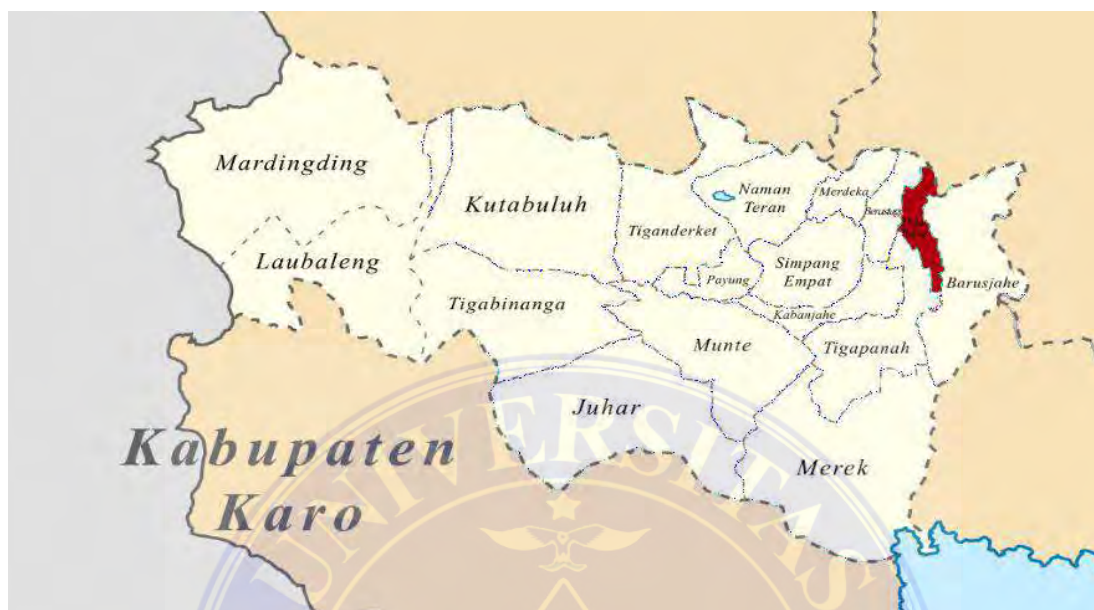 Mardingding
Kutabuluh
Naman
Teran
Merdeka
Tiganderket
Laubaleng
Simpang
Empat
Payung
Barusjahe
Tigabinanga
Kabanjahe
Munte
Tigapanah
Juhar
Merek
Kabupaten
Karo
UNIVERSITAS